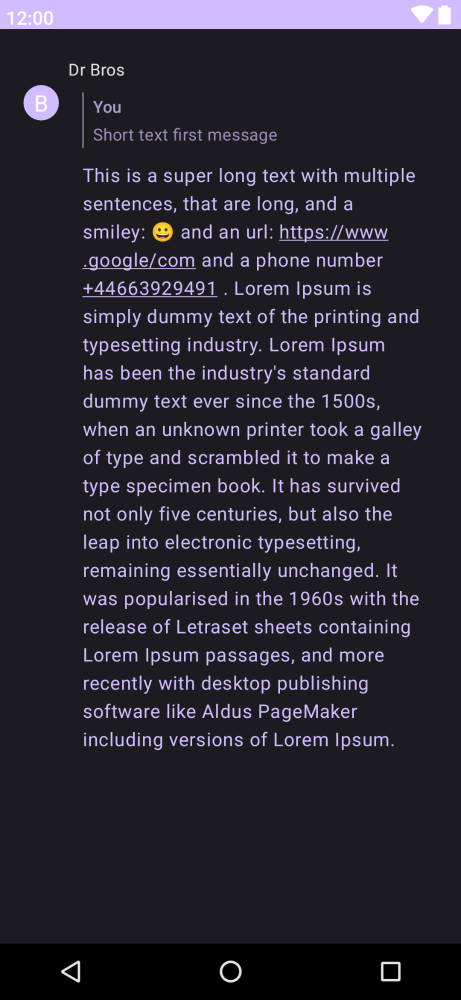 12:00
Dr Bros
B
You
Short text first message
This is a super long text with multiple
sentences, that are long, and a
smiley: 😀 and an url: https://www
.google/com and a phone number
+44663929491 . Lorem Ipsum is
simply dummy text of the printing and
typesetting industry. Lorem Ipsum
has been the industry's standard
dummy text ever since the 1500s,
when an unknown printer took a galley
of type and scrambled it to make a
type specimen book. It has survived
not only five centuries, but also the
leap into electronic typesetting,
remaining essentially unchanged. It
was popularised in the 1960s with the
release of Letraset sheets containing
Lorem Ipsum passages, and more
recently with desktop publishing
software like Aldus PageMaker
including versions of Lorem Ipsum.